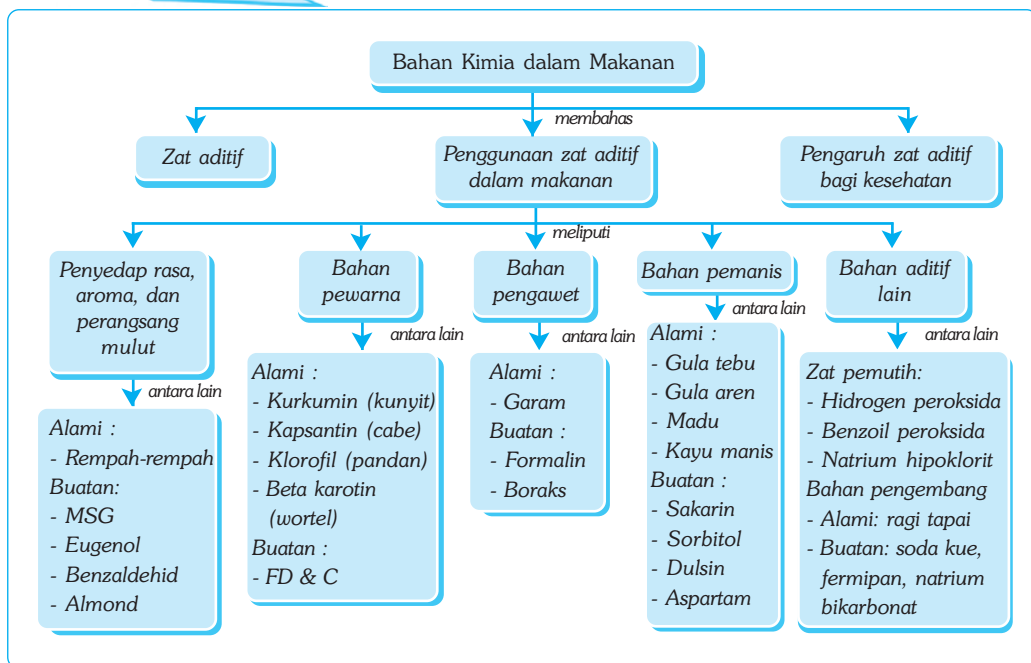 Bahan Kimia dalam Makanan
membahas
Zat aditif
Penggunaan zat aditif
dalam makanan
Pengaruh zat aditif
bagi kesehatan
meliputi
Penyedap rasa,
aroma, dan
perangsang
mulut
antara lain
Alami :
- Rempah-rempah
Buatan:
- MSG
- Eugenol
- Benzaldehid
- Almond
Bahan
pewarna
antara lain
Alami :
- Kurkumin (kunyit)
- Kapsantin (cabe)
- Klorofil (pandan)
- Beta karotin
(wortel)
Buatan :
- FD & C
Bahan
pengawet
antara lain
Alami :
- Garam
Buatan :
- Formalin
- Boraks
Bahan pemanis
antara lain
Alami :
- Gula tebu
- Gula aren
- Madu
- Kayu manis
Buatan :
- Sakarin
- Sorbitol
- Dulsin
- Aspartam
Bahan aditif
lain
antara lain
Zat pemutih:
- Hidrogen peroksida
- Benzoil peroksida
- Natrium hipoklorit
Bahan pengembang
- Alami: ragi tapai
- Buatan: soda kue,
fermipan, natrium
bikarbonat